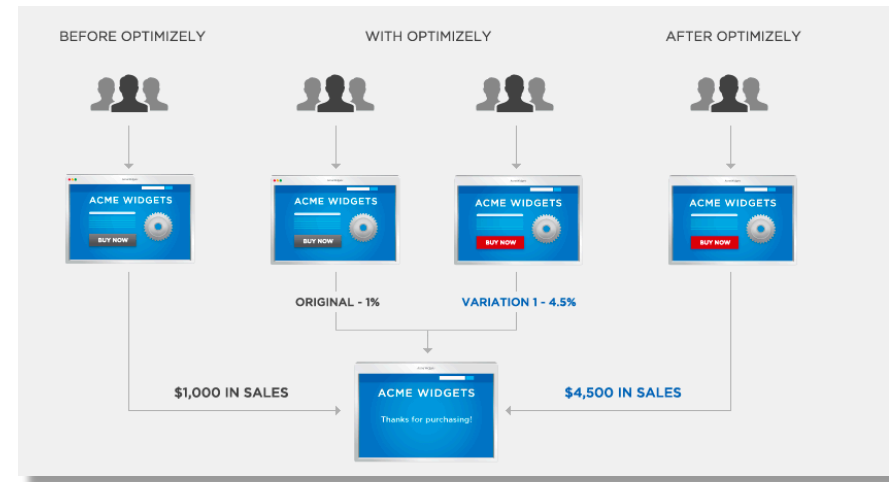 BEFORE OPTIMIZELY
WITH OPTIMIZELY
AFTER OPTIMIZELY
ACME WIDGETS
BUY NOW
ACME WIDGETS
BUY NOW
ACME WIDGETS
BUY NOW
ACME WIDGETS
BUY NOW
ORIGINAL - 1%
VARIATION 1 - 4.5%
$1,000 IN SALES
ACME WIDGETS
Thanks for purchasing!
$4,500 IN SALES